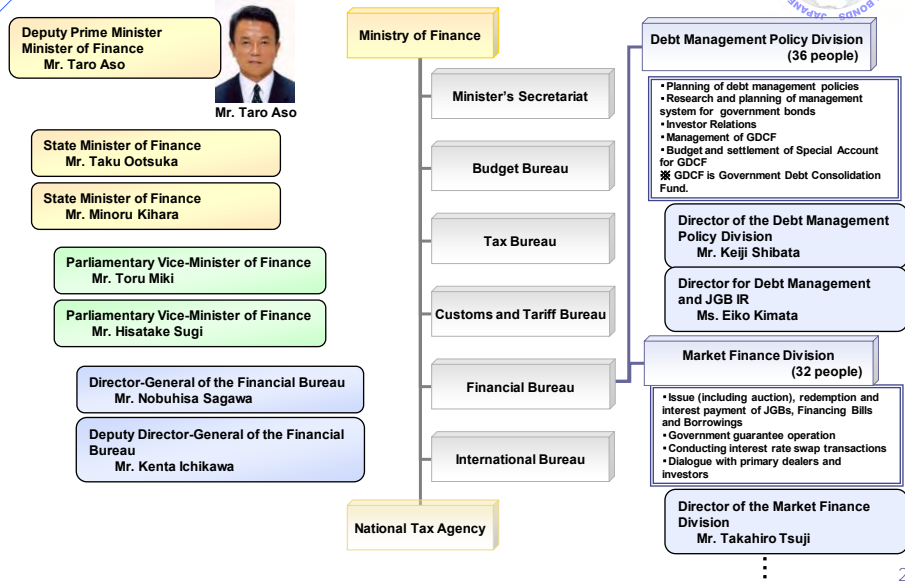 Deputy Prime Minister
Minister of Finance
Mr. Taro Aso
Mr. Taro Aso
State Minister of Finance
Mr. Taku Ootsuka
State Minister of Finance
Mr. Minoru Kihara
Parliamentary Vice-Minister of Finance
Mr. Toru Miki
Parliamentary Vice-Minister of Finance
Mr. Hisatake Sugi
Director-General of the Financial Bureau
Mr. Nobuhisa Sagawa
Deputy Director-General of the Financial
Bureau
Mr. Kenta Ichikawa
Ministry of Finance
Minister's Secretariat
Budget Bureau
Tax Bureau
Customs and Tariff Bureau
Financial Bureau
International Bureau
National Tax Agency
BONDS JAPANE
Debt Management Policy Division
(36 people)
▪Planning of debt management policies
▪Research and planning of management
system for government bonds
▪Investor Relations
▪Management of GDCF
▪Budget and settlement of Special Account
for GDCF
※ GDCF is Government Debt Consolidation
Fund.
Director of the Debt Management
Policy Division
Mr. Keiji Shibata
Director for Debt Management
and JGB IR
Ms. Eiko Kimata
Market Finance Division
(32 people)
▪Issue (including auction), redemption and
interest payment of JGBs, Financing Bills
and Borrowings
▪Government guarantee operation
▪Conducting interest rate swap transactions
▪Dialogue with primary dealers and
investors
Director of the Market Finance
Division
Mr. Takahiro Tsuji
2